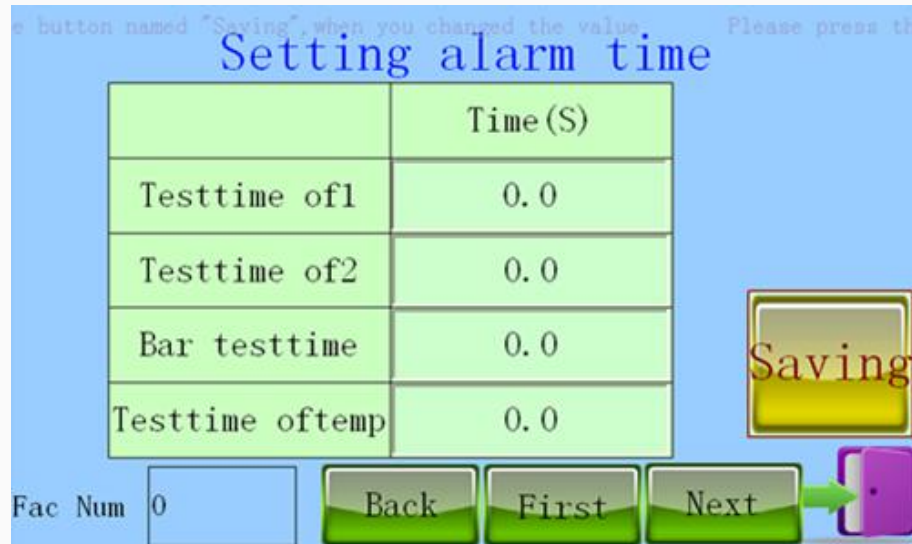 e button named "Saving",when you changed the value.    Please press th
Setting alarm time
Time(S)
Testtime of1 0.0
Testtime of2 0.0
Bar testtime 0.0
Testtime oftemp 0.0
Saving
Fac Num 0 Back First Next